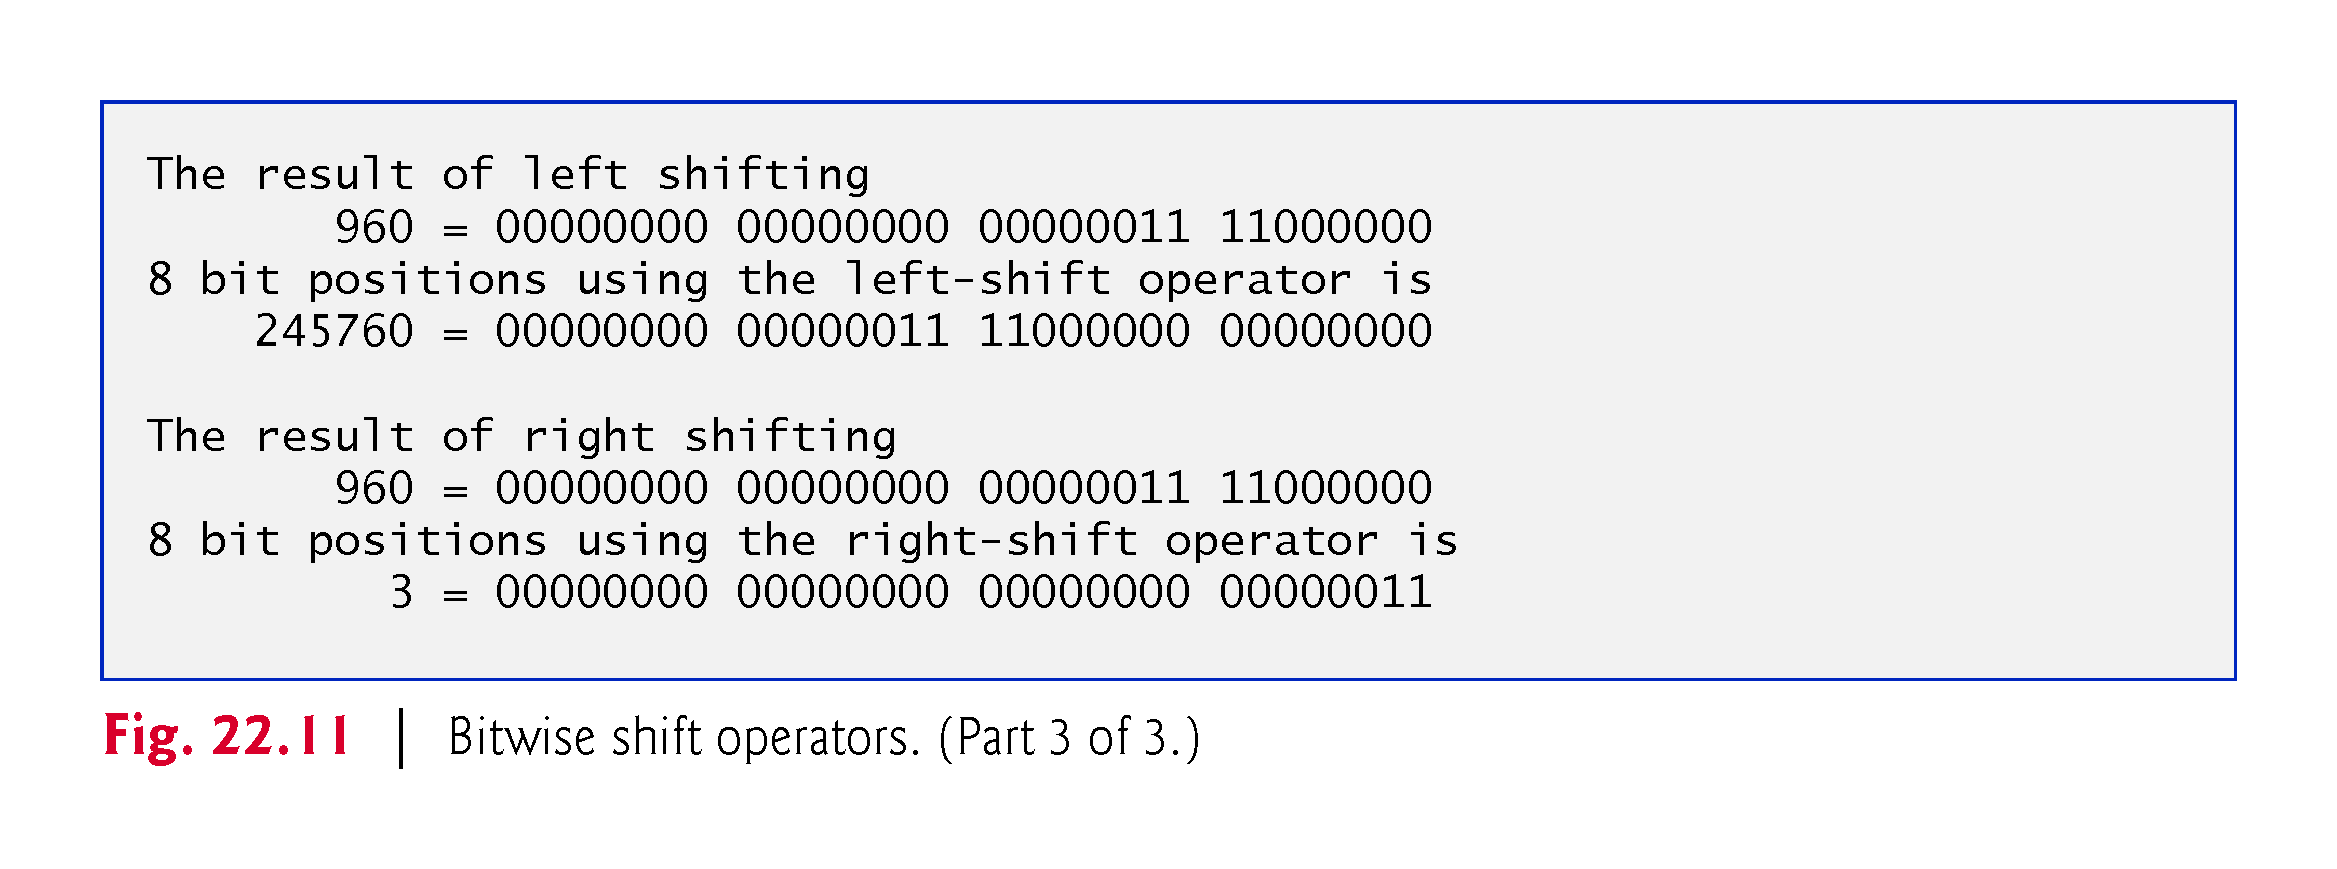 The result of left shifting
       960 = 00000000 00000000 00000011 11000000
8 bit positions using the left-shift operator is
    245760 = 00000000 00000011 11000000 00000000
The result of right shifting
       960 = 00000000 00000000 00000011 11000000
8 bit positions using the right-shift operator is
         3 = 00000000 00000000 00000000 00000011
Fig. 22.11 | Bitwise shift operators. (Part 3 of 3.)